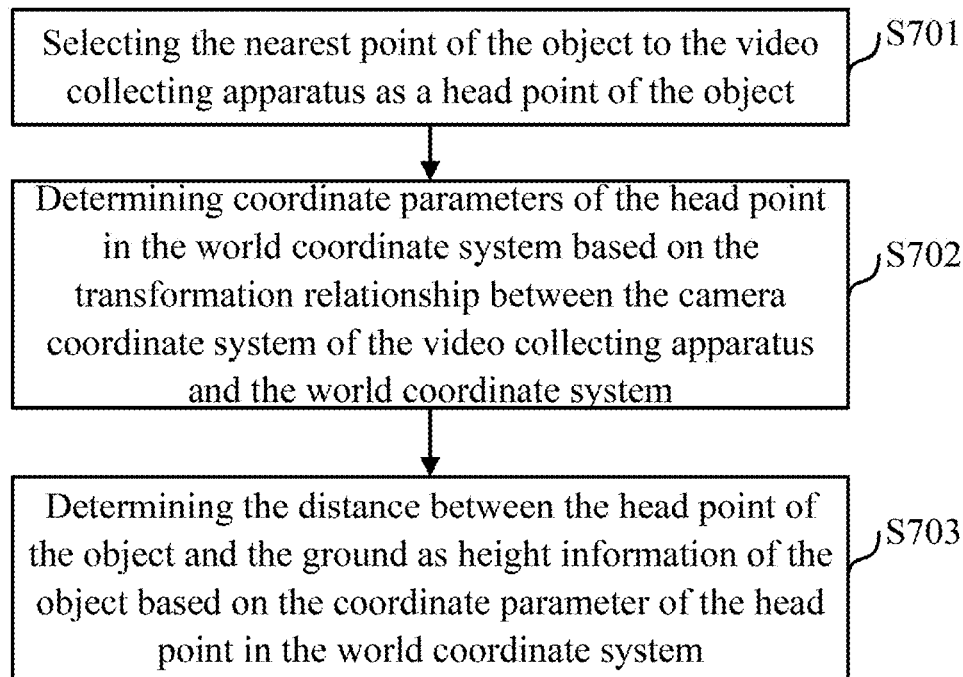 Selecting the nearest point of the object to the video
collecting apparatus as a head point of the object
S701
Determining coordinate parameters of the head point
in the world coordinate system based on the
transformation relationship between the camera
coordinate system of the video collecting apparatus
and the world coordinate system
S702
Determining the distance between the head point of
the object and the ground as height information of the
object based on the coordinate parameter of the head
point in the world coordinate system
S703